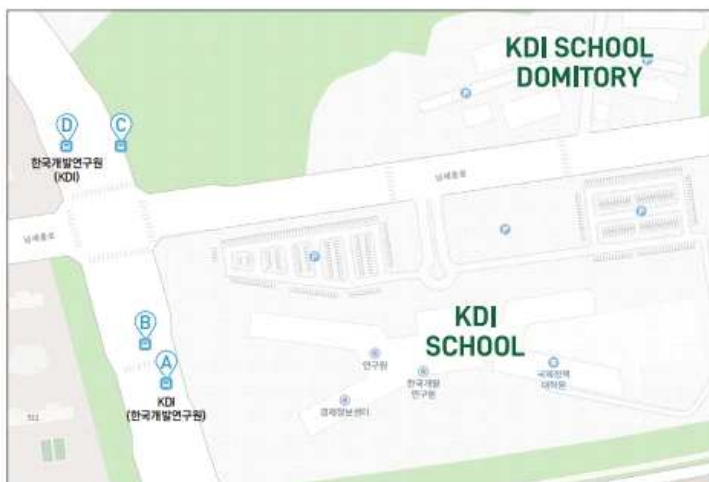 KDI SCHOOL
DOMITORY
P
P
D
C
한국개발연구원
(KDI)
남세종로
남세종로
P
P
P
B
A
KDI
(한국개발연구원)
KDI
SCHOOL
연구원
한국개발
연구원
국제정책
대학원
경제정보센터